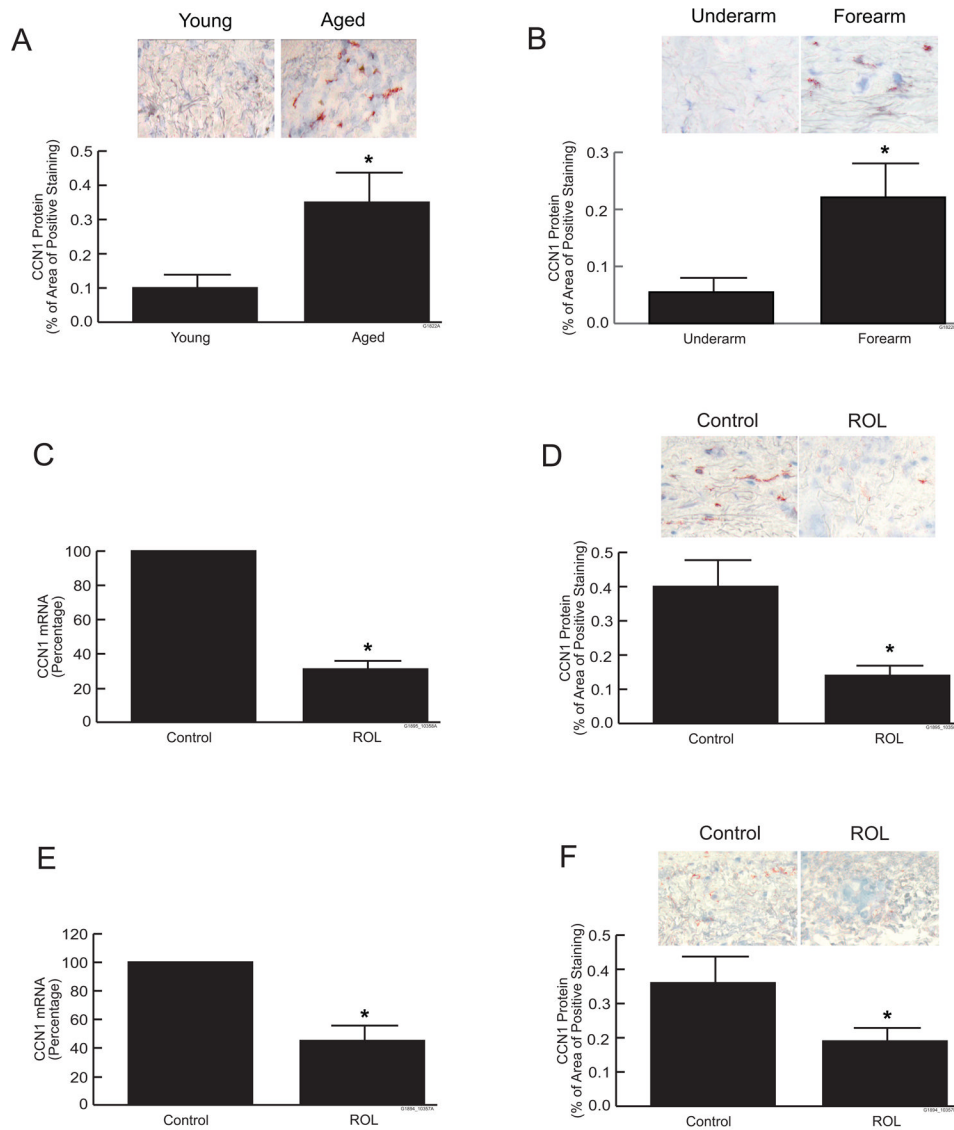 A
Young Aged
CCN1 Protein
(% of Area of Positive Staining)
0.5
0.4
0.3
0.2
0.1
0.0
*
Young Aged
G1822A
B
Underarm Forearm
CCN1 Protein
(% of Area of Positive Staining)
0.3
0.2
0.1
0.0
*
Underarm Forearm
C
CCN1 mRNA
(Percentage)
100
80
60
40
20
0
*
Control ROL
G1895_10358A
D
Control ROL
CCN1 Protein
(% of Area of Positive Staining)
0.5
0.4
0.3
0.2
0.1
0.0
*
Control ROL
E
CCN1 mRNA
(Percentage)
120
100
80
60
40
20
0
*
Control ROL
G1894_10357A
F
Control ROL
CCN1 Protein
(% of Area of Positive Staining)
0.5
0.4
0.3
0.2
0.1
0.0
*
Control ROL